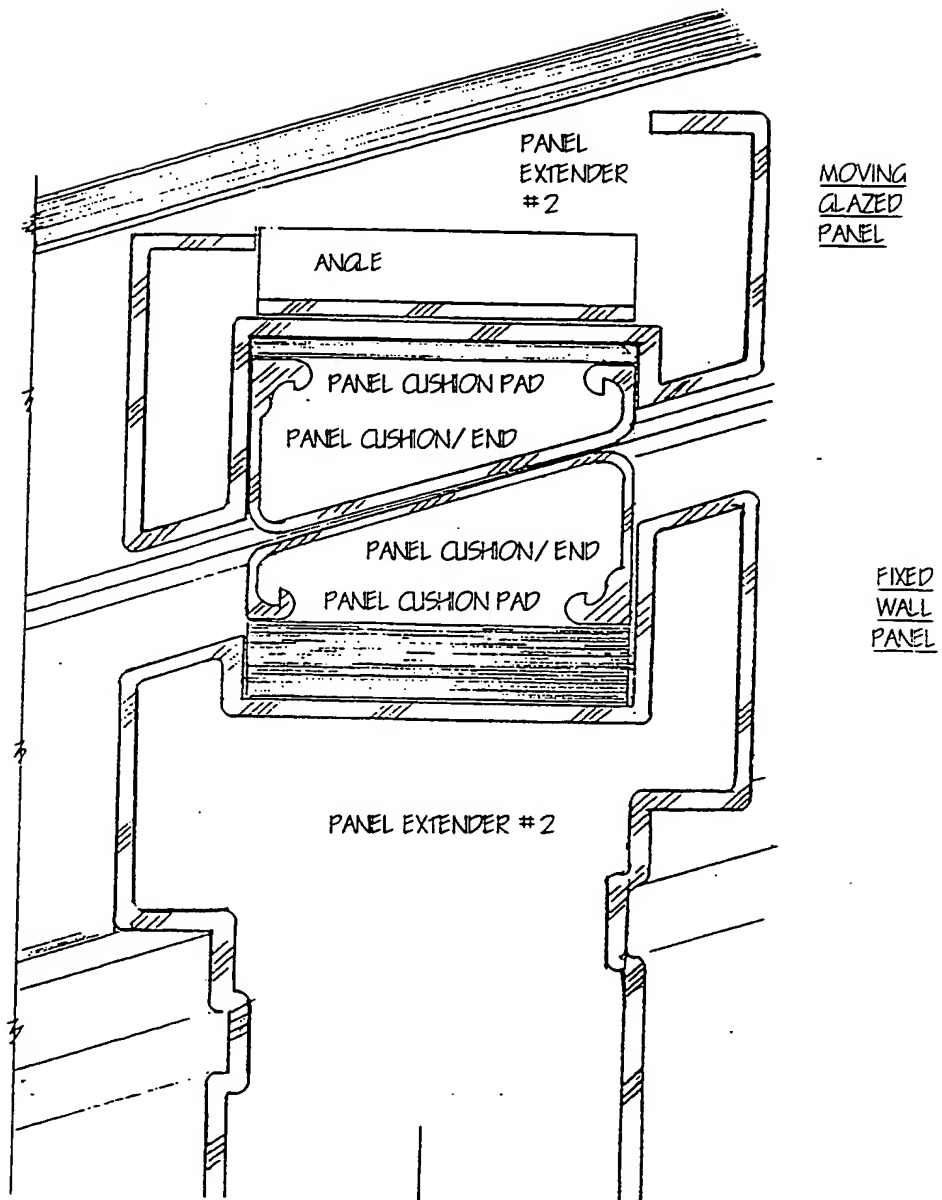 PANEL
EXTENDER
#2
MOVING
GLAZED
PANEL
ANGLE
PANEL CUSHION PAD
PANEL CUSHION/END
PANEL CUSHION/END
PANEL CUSHION PAD
FIXED
WALL
PANEL
PANEL EXTENDER #2